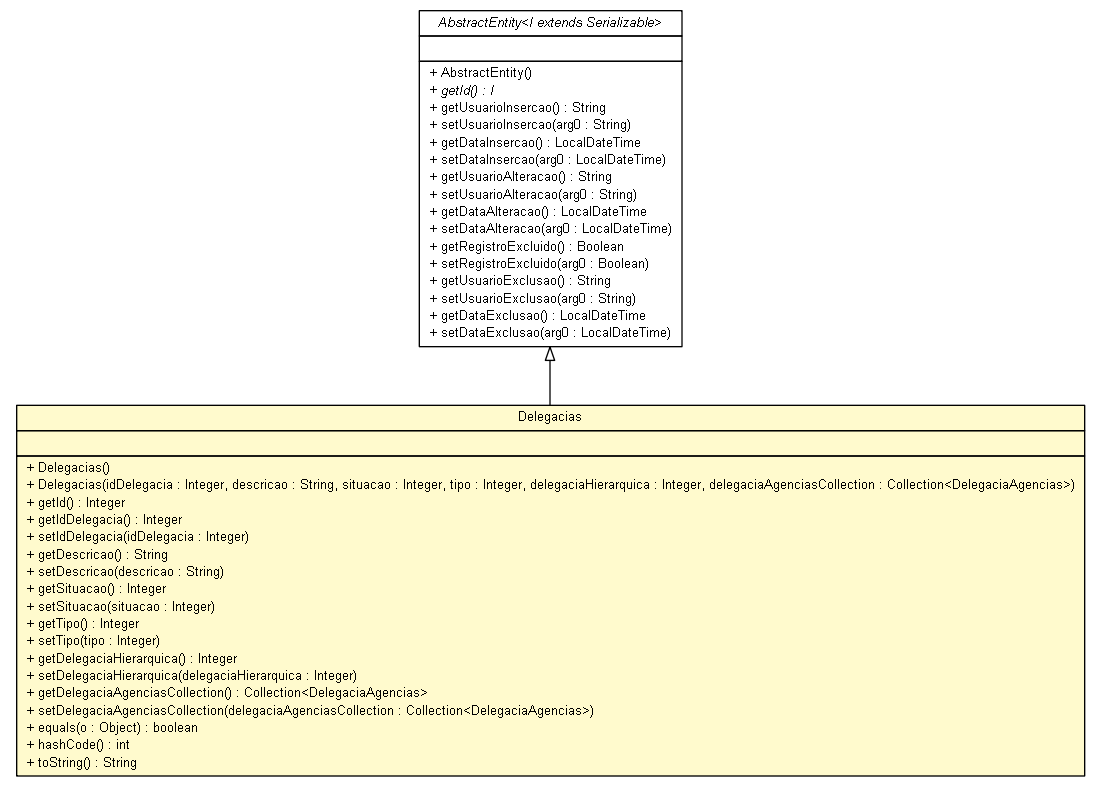 AbstractEntity<I extends Serializable>
+ AbstractEntity()
+ getId() : I
+ getUsuarioInsercao() : String
+ setUsuarioInsercao(arg0 : String)
+ getDataInsercao() : LocalDateTime
+ setDataInsercao(arg0 : LocalDateTime)
+ getUsuarioAlteracao() : String
+ setUsuarioAlteracao(arg0 : String)
+ getDataAlteracao() : LocalDateTime
+ setDataAlteracao(arg0 : LocalDateTime)
+ getRegistroExcluido() : Boolean
+ setRegistroExcluido(arg0 : Boolean)
+ getUsuarioExclusao() : String
+ setUsuarioExclusao(arg0 : String)
+ getDataExclusao() : LocalDateTime
+ setDataExclusao(arg0 : LocalDateTime)
Delegacias
+ Delegacias()
+ Delegacias(idDelegacia : Integer, descricao : String, situacao : Integer, tipo : Integer, delegaciaHierarquica : Integer, delegaciaAgenciasCollection : Collection<DelegaciaAgencias>)
+ getId() : Integer
+ getIdDelegacia() : Integer
+ setIdDelegacia(idDelegacia : Integer)
+ getDescricao() : String
+ setDescricao(descricao : String)
+ getSituacao() : Integer
+ setSituacao(situacao : Integer)
+ getTipo() : Integer
+ setTipo(tipo : Integer)
+ getDelegaciaHierarquica() : Integer
+ setDelegaciaHierarquica(delegaciaHierarquica : Integer)
+ getDelegaciaAgenciasCollection() : Collection<DelegaciaAgencias>
+ setDelegaciaAgenciasCollection(delegaciaAgenciasCollection : Collection<DelegaciaAgencias>)
+ equals(o : Object) : boolean
+ hashCode() : int
+ toString() : String